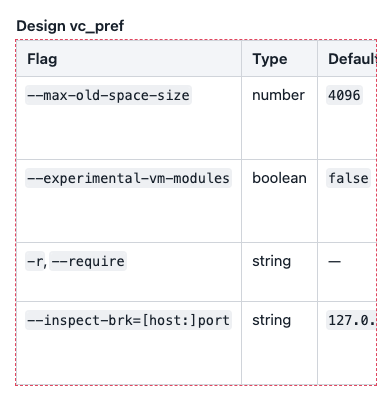 Design vc_pref
Flag Type
--max-old-space-size number 4096
--experimental-vm-modules boolean false
-r, --require string —
--inspect-brk=[host:]port string 127.0.